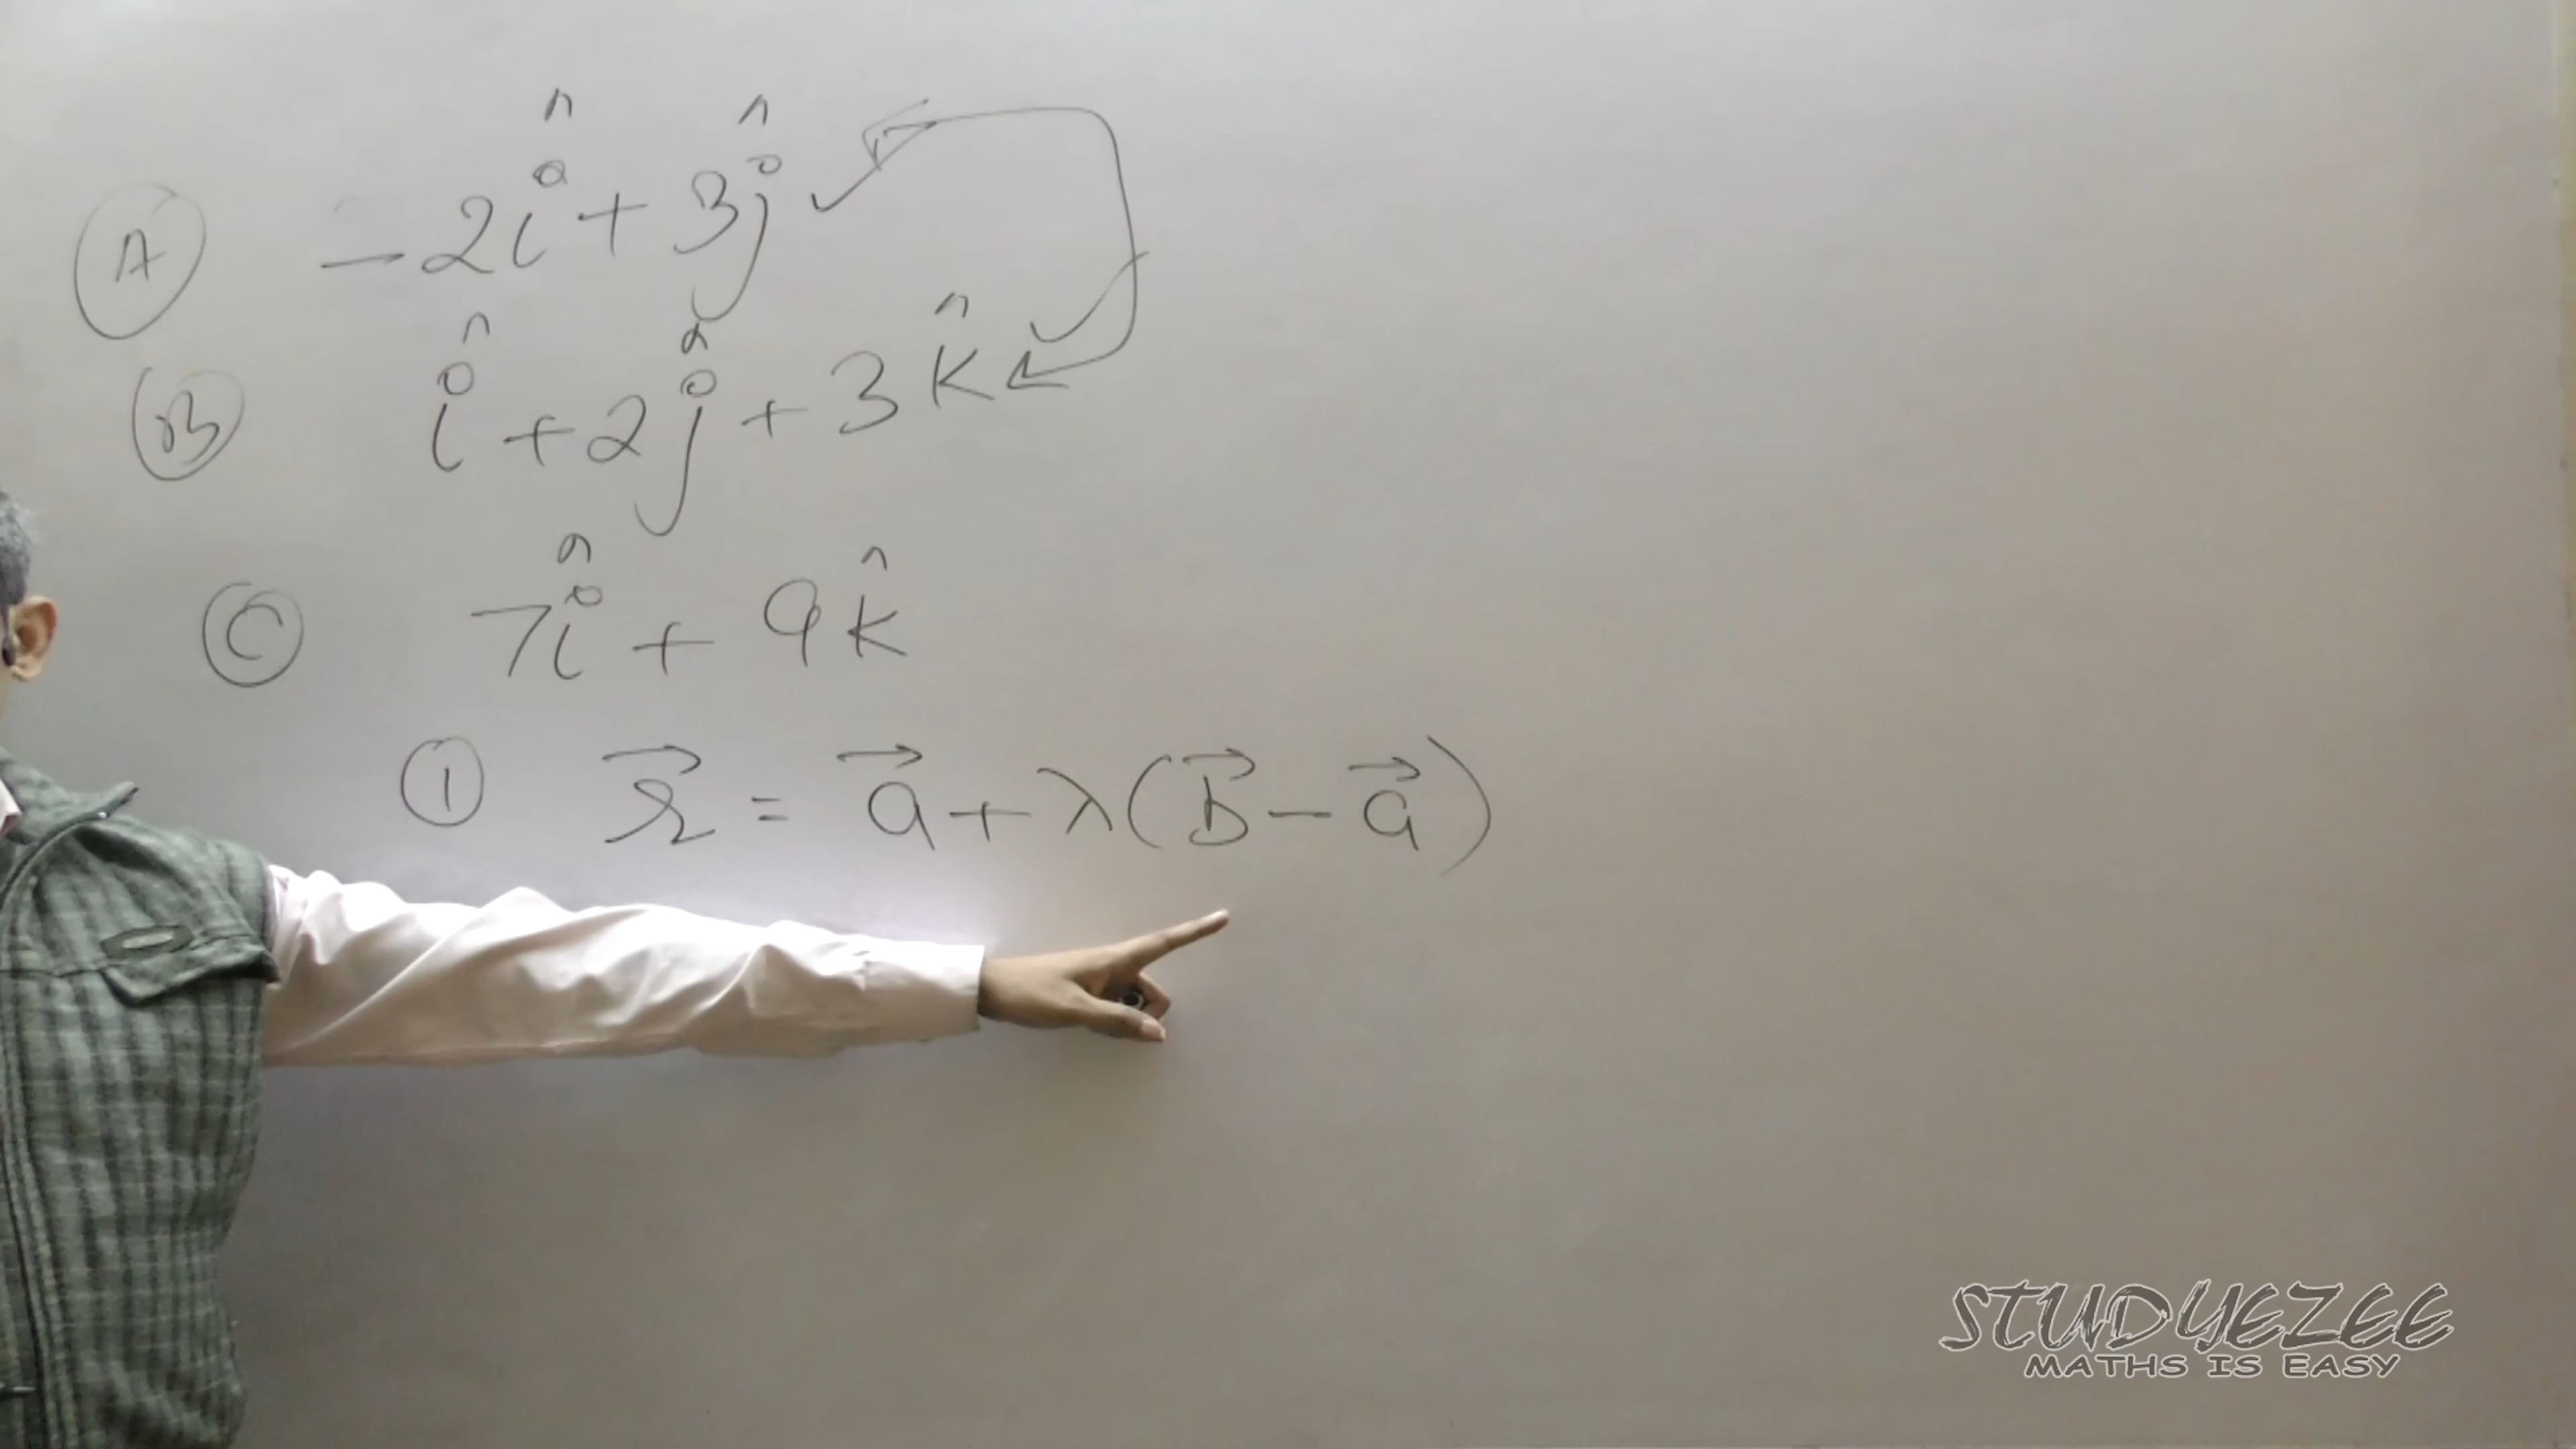 Ⓐ -2î + 3ĵ
Ⓑ î + 2ĵ + 3k̂
Ⓒ 7î + 9k̂
① r⃗ = a⃗ + λ(b⃗ - a⃗)
STUDYEZEE
MATHS IS EASY